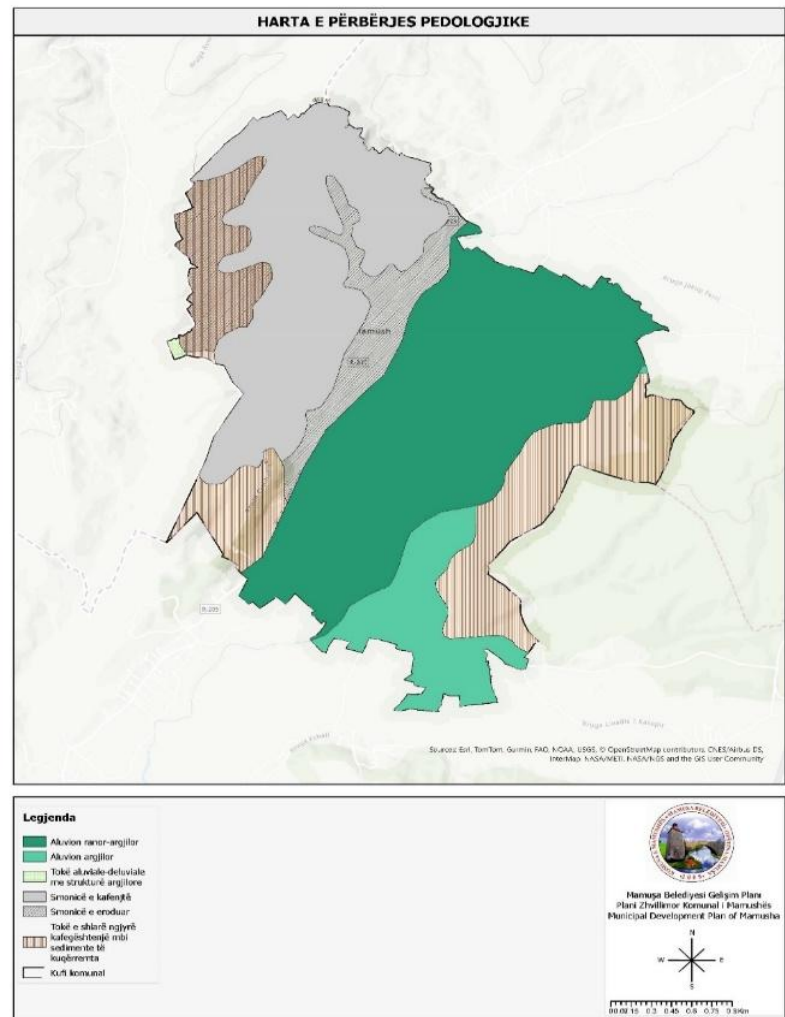 HARTA E PËRBËRJES PEDOLOGJIKE
R-205
Sources: Esri, TomTom, Garmin, FAO, NOAA, USGS, © OpenStreetMap contributors, CNES/Airbus DS,
InterMap, NASA/METI, NASA/NGS and the GIS User Community
Legjenda
Aluvion ranor-argjilor
Aluvion argjilor
Tokë aluviale-deluviale
me strukturë argjilore
Smonicë e kafenjtë
Smonicë e eroduar
Tokë e shlarë ngjyrë
kafegështenjë mbi
sedimente të
kuqërremta
Kufi komunal
Mamuşa Belediyesi Gelişim Planı
Plani Zhvillimor Komunal i Mamushës
Municipal Development Plan of Mamusha
N
W
E
S